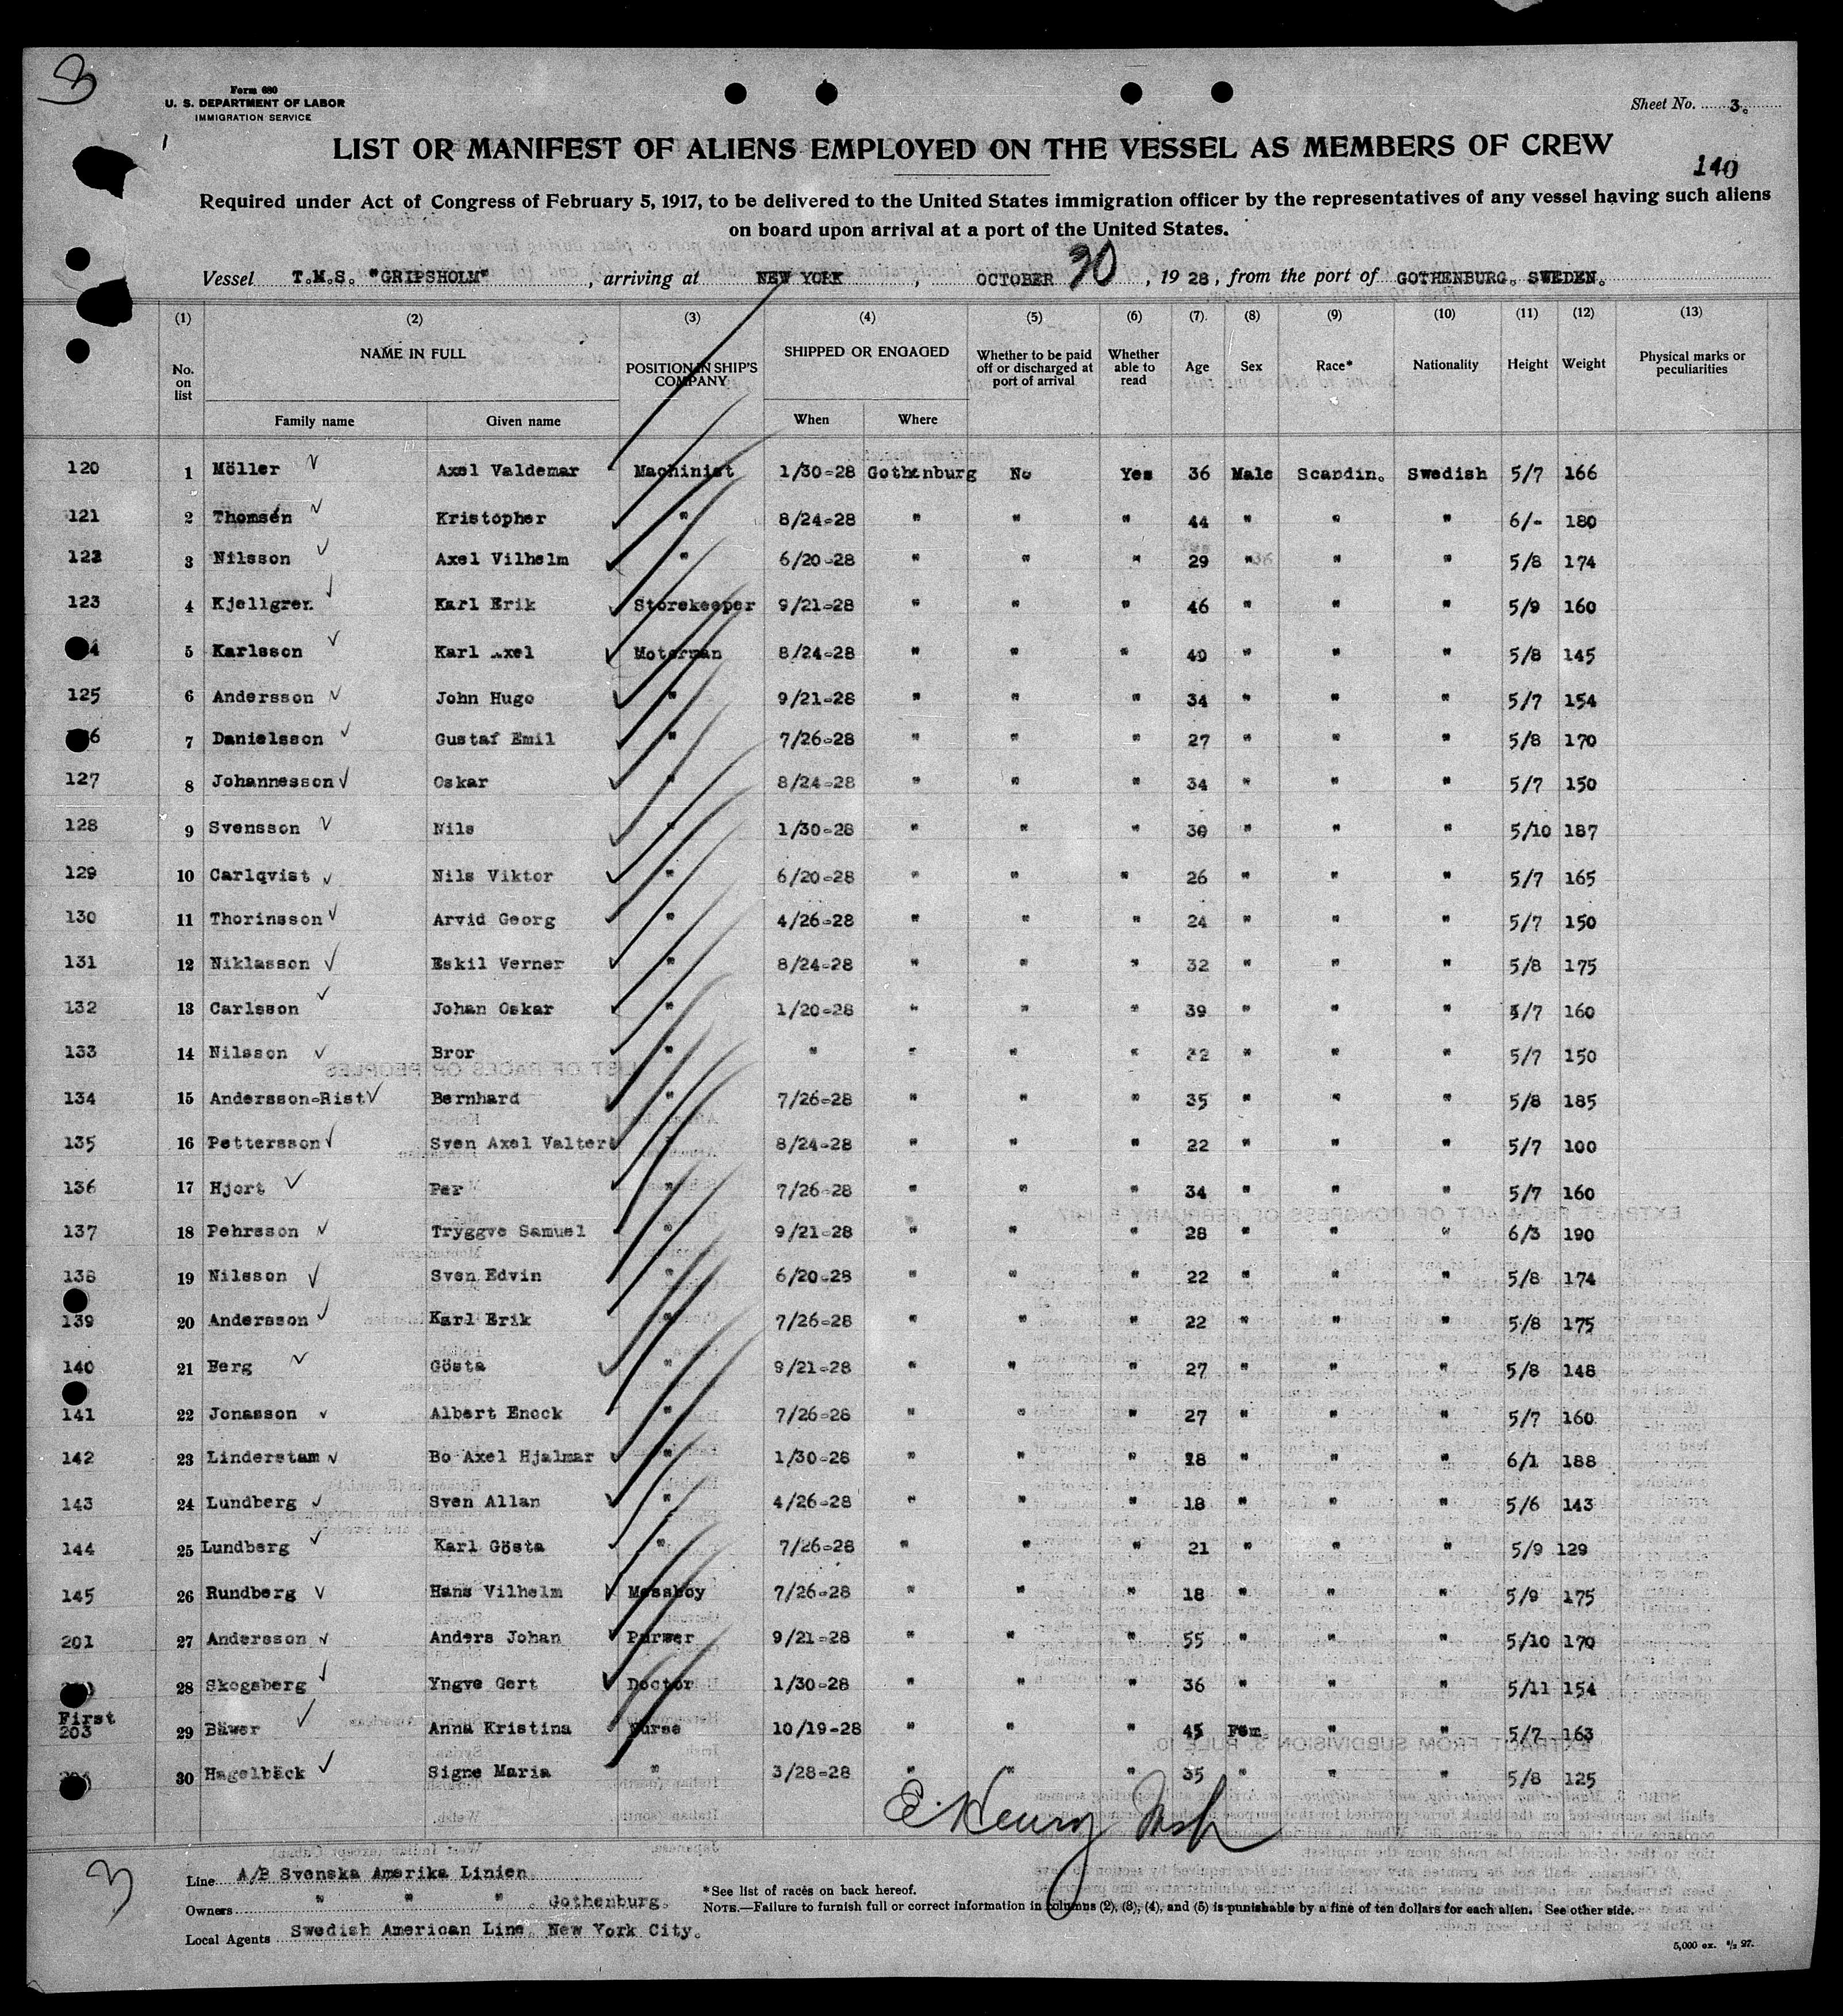 3
Form 680
U. S. DEPARTMENT OF LABOR
IMMIGRATION SERVICE
Sheet No. 3.
LIST OR MANIFEST OF ALIENS EMPLOYED ON THE VESSEL AS MEMBERS OF CREW
140
Required under Act of Congress of February 5, 1917, to be delivered to the United States immigration officer by the representatives of any vessel having such aliens
on board upon arrival at a port of the United States.
Vessel T.M.S. "GRIPSHOLM", arriving at NEW YORK, OCTOBER 30, 1928, from the port of GOTHENBURG. SWEDEN.
(1) (2) (3) (4) (5) (6) (7) (8) (9) (10) (11) (12) (13)
No. on list NAME IN FULL POSITION IN SHIP'S COMPANY SHIPPED OR ENGAGED Whether to be paid off or discharged at port of arrival Whether able to read Age Sex Race* Nationality Height Weight Physical marks or peculiarities
Family name Given name When Where
120 1 Möller Axel Valdemar Machinist 1/30-28 Gothenburg No Yes 36 Male Scandin. Swedish 5/7 166
121 2 Thomsén Kristopher " 8/24-28 " " " 44 " " " 6/- 180
122 3 Nilsson Axel Vilhelm " 6/20-28 " " " 29 " " " 5/8 174
123 4 Kjellgren Karl Erik Storekeeper 9/21-28 " " " 46 " " " 5/9 160
4 5 Karlsson Karl Axel Motorman 8/24-28 " " " 49 " " " 5/8 145
125 6 Andersson John Hugo " 9/21-28 " " " 34 " " " 5/7 154
6 7 Danielsson Gustaf Emil " 7/26-28 " " " 27 " " " 5/8 170
127 8 Johannesson Oskar " 8/24-28 " " " 34 " " " 5/7 150
128 9 Svensson Nils " 1/30-28 " " " 30 " " " 5/10 187
129 10 Carlqvist Nils Viktor " 6/20-28 " " " 26 " " " 5/7 165
130 11 Thorinsson Arvid Georg " 4/26-28 " " " 24 " " " 5/7 150
131 12 Niklasson Eskil Verner " 8/24-28 " " " 32 " " " 5/8 175
132 13 Carlsson Johan Oskar " 1/20-28 " " " 39 " " " 5/7 160
133 14 Nilsson Bror " " " " " 32 " " " 5/7 150
134 15 Andersson-Rist Bernhard " 7/26-28 " " " 35 " " " 5/8 185
135 16 Pettersson Sven Axel Valter " 8/24-28 " " " 22 " " " 5/7 100
136 17 Hjort Per " 7/26-28 " " " 34 " " " 5/7 160
137 18 Pehrsson Tryggve Samuel " 9/21-28 " " " 28 " " " 6/3 190
138 19 Nilsson Sven Edvin " 6/20-28 " " " 22 " " " 5/8 174
139 20 Andersson Karl Erik " 7/26-28 " " " 22 " " " 5/8 175
140 21 Berg Gösta " 9/21-28 " " " 27 " " " 5/8 148
141 22 Jonasson Albert Enock " 7/26-28 " " " 27 " " " 5/7 160
142 23 Linderstam Bo Axel Hjalmar " 1/30-28 " " " 18 " " " 6/1 188
143 24 Lundberg Sven Allan " 4/26-28 " " " 18 " " " 5/6 143
144 25 Lundberg Karl Gösta " 7/26-28 " " " 21 " " " 5/9 129
145 26 Rundberg Hans Vilhelm Messboy 7/26-28 " " " 18 " " " 5/9 175
201 27 Andersson Anders Johan Purser 9/21-28 " " " 55 " " " 5/10 170
28 Skogsberg Yngve Gert Doctor 1/30-28 " " " 36 " " " 5/11 154
First
203 29 Bäwer Anna Kristina Nurse 10/19-28 " " " 45 Fem. " " 5/7 163
30 Hagelbäck Signe Maria " 3/28-28 " " " 35 " " " 5/8 125
E. Henry
3
Line A/B Svenska Amerika Linien.
Owners " " ". Gothenburg.
Local Agents Swedish American Line. New York City.
*See list of races on back hereof.
NOTE.—Failure to furnish full or correct information in columns (2), (3), (4), and (5) is punishable by a fine of ten dollars for each alien. See other side.
5,000 ex. 8/2 27.